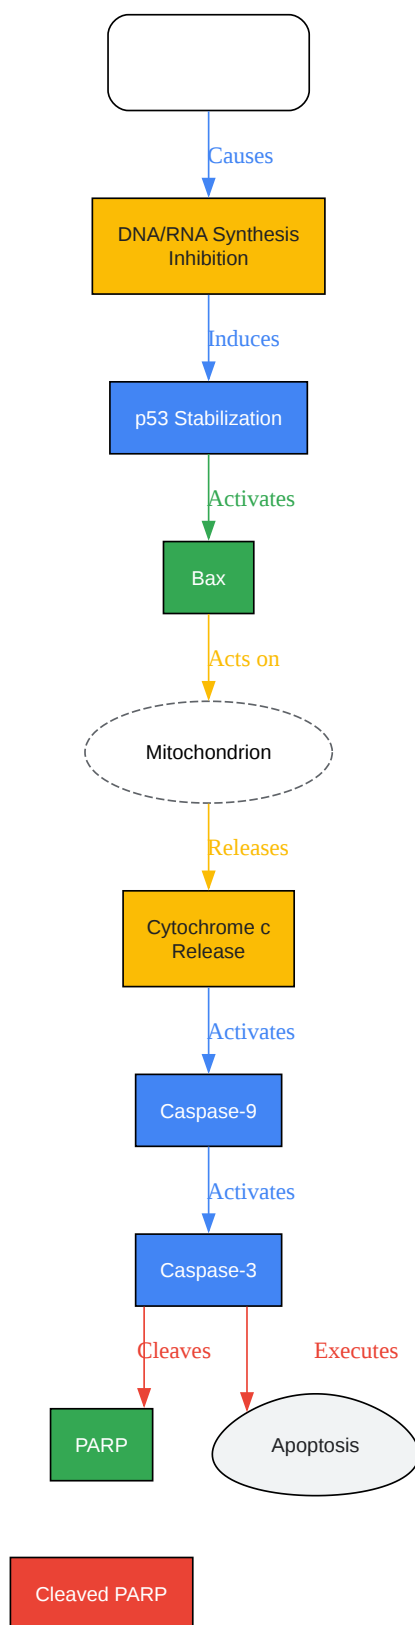 Causes
DNA/RNA Synthesis
Inhibition
Induces
p53 Stabilization
Activates
Bax
Acts on
Mitochondrion
Releases
Cytochrome c
Release
Activates
Caspase-9
Activates
Caspase-3
Cleaves
Executes
PARP
Apoptosis
Cleaved PARP